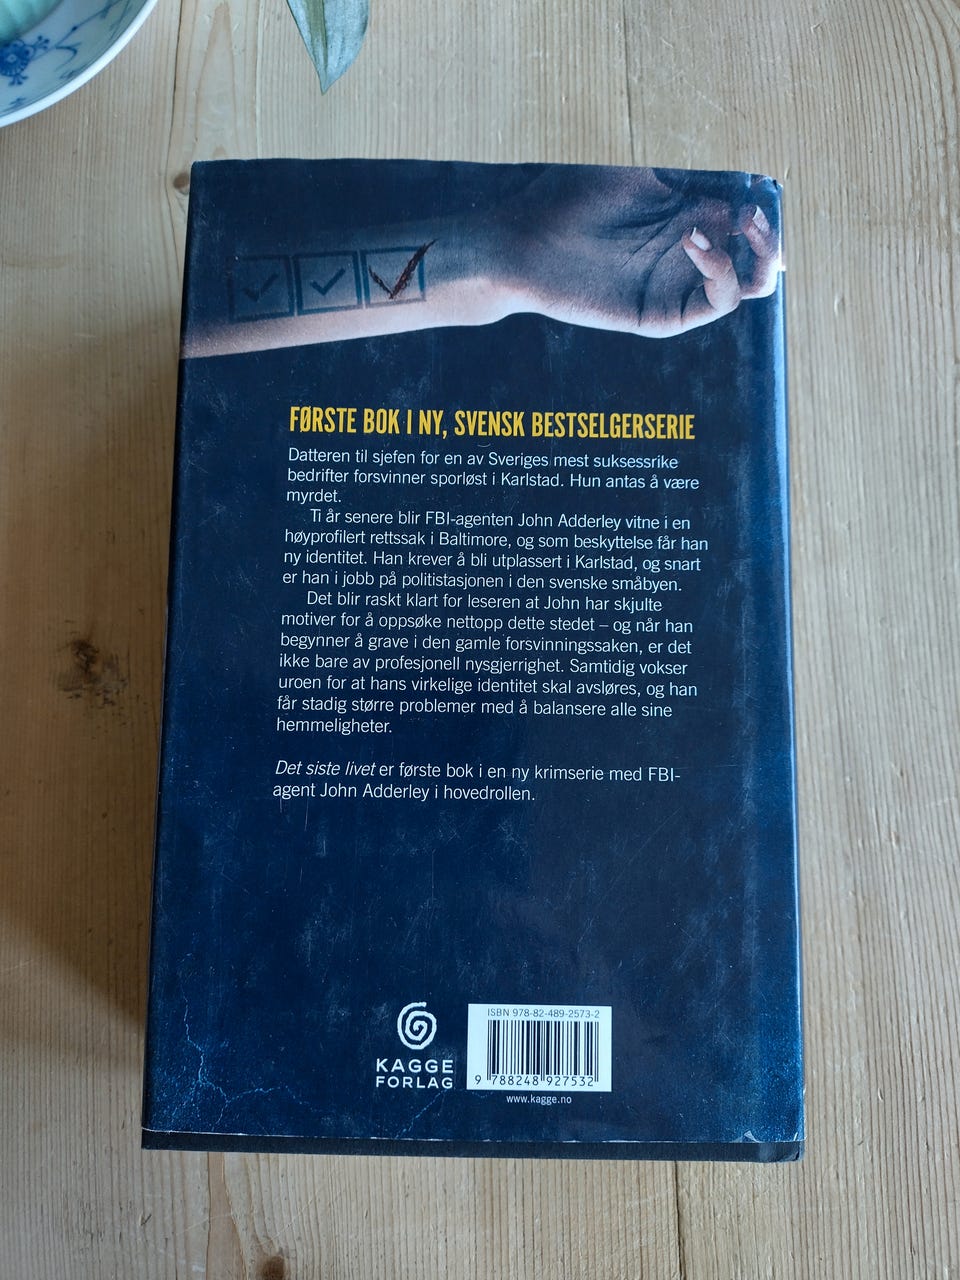 FØRSTE BOK I NY, SVENSK BESTSELGERSERIE
Datteren til sjefen for en av Sveriges mest suksessrike
bedrifter forsvinner sporløst i Karlstad. Hun antas å være
myrdet.
Ti år senere blir FBI-agenten John Adderley vitne i en
høyprofilert rettssak i Baltimore, og som beskyttelse får han
ny identitet. Han krever å bli utplassert i Karlstad, og snart
er han i jobb på politistasjonen i den svenske småbyen.
Det blir raskt klart for leseren at John har skjulte
motiver for å oppsøke nettopp dette stedet – og når han
begynner å grave i den gamle forsvinningssaken, er det
ikke bare av profesjonell nysgjerrighet. Samtidig vokser
uroen for at hans virkelige identitet skal avsløres, og han
får stadig større problemer med å balansere alle sine
hemmeligheter.
Det siste livet er første bok i en ny krimserie med FBI-
agent John Adderley i hovedrollen.
KAGGE
FORLAG
ISBN 978-82-489-2573-2
9 788248 927532
www.kagge.no